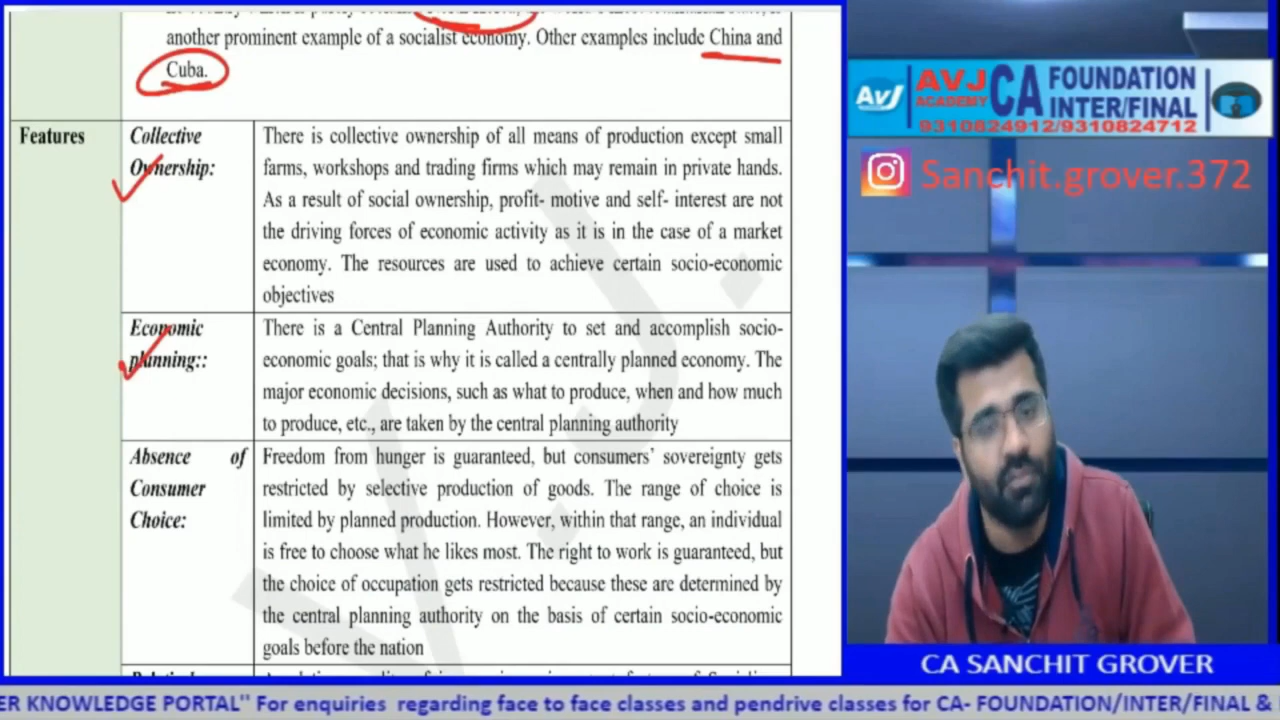 another prominent example of a socialist economy. Other examples include China and
Cuba.
Features
Collective
Ownership:
There is collective ownership of all means of production except small
farms, workshops and trading firms which may remain in private hands.
As a result of social ownership, profit- motive and self- interest are not
the driving forces of economic activity as it is in the case of a market
economy. The resources are used to achieve certain socio-economic
objectives
Economic
planning::
There is a Central Planning Authority to set and accomplish socio-
economic goals; that is why it is called a centrally planned economy. The
major economic decisions, such as what to produce, when and how much
to produce, etc., are taken by the central planning authority
Absence of
Consumer
Choice:
Freedom from hunger is guaranteed, but consumers' sovereignty gets
restricted by selective production of goods. The range of choice is
limited by planned production. However, within that range, an individual
is free to choose what he likes most. The right to work is guaranteed, but
the choice of occupation gets restricted because these are determined by
the central planning authority on the basis of certain socio-economic
goals before the nation
AVJ
AVJ
ACADEMY
CA
FOUNDATION
INTER/FINAL
9310824912/9310824712
Sanchit.grover.372
CA SANCHIT GROVER
ER KNOWLEDGE PORTAL" For enquiries regarding face to face classes and pendrive classes for CA- FOUNDATION/INTER/FINAL &